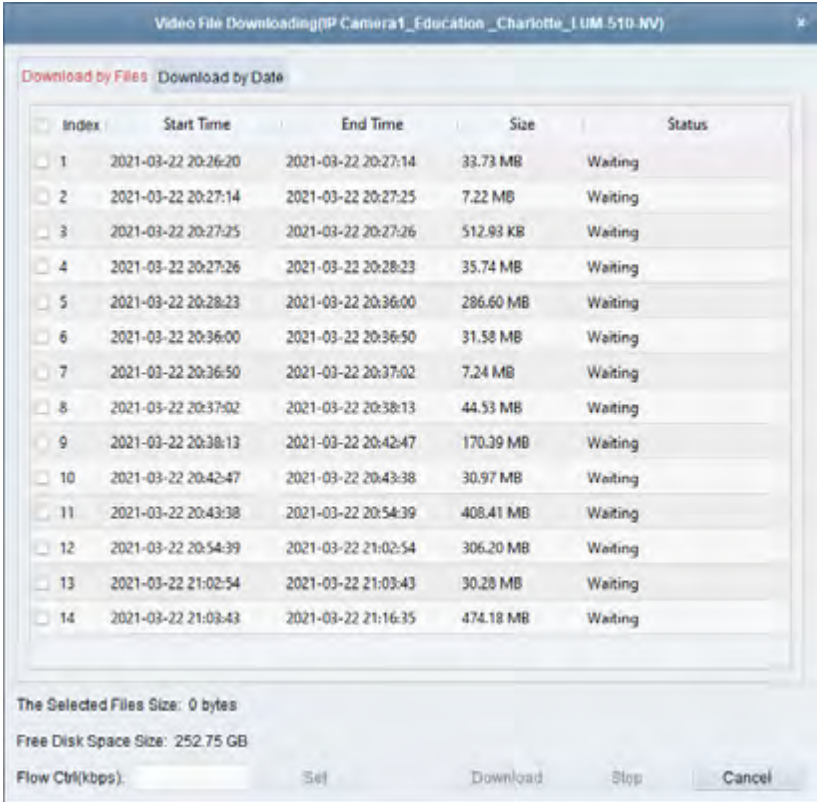 Video File Downloading(IP Camera1_Education _Charlotte_LUM-510-NV) ×
Download by Files Download by Date
Index Start Time End Time Size Status
1 2021-03-22 20:26:20 2021-03-22 20:27:14 33.73 MB Waiting
2 2021-03-22 20:27:14 2021-03-22 20:27:25 7.22 MB Waiting
3 2021-03-22 20:27:25 2021-03-22 20:27:26 512.93 KB Waiting
4 2021-03-22 20:27:26 2021-03-22 20:28:23 35.74 MB Waiting
5 2021-03-22 20:28:23 2021-03-22 20:36:00 286.60 MB Waiting
6 2021-03-22 20:36:00 2021-03-22 20:36:50 31.58 MB Waiting
7 2021-03-22 20:36:50 2021-03-22 20:37:02 7.24 MB Waiting
8 2021-03-22 20:37:02 2021-03-22 20:38:13 44.53 MB Waiting
9 2021-03-22 20:38:13 2021-03-22 20:42:47 170.39 MB Waiting
10 2021-03-22 20:42:47 2021-03-22 20:43:38 30.97 MB Waiting
11 2021-03-22 20:43:38 2021-03-22 20:54:39 408.41 MB Waiting
12 2021-03-22 20:54:39 2021-03-22 21:02:54 306.20 MB Waiting
13 2021-03-22 21:02:54 2021-03-22 21:03:43 30.28 MB Waiting
14 2021-03-22 21:03:43 2021-03-22 21:16:35 474.18 MB Waiting
The Selected Files Size: 0 bytes
Free Disk Space Size: 252.75 GB
Flow Ctrl(kbps): Set Download Stop Cancel